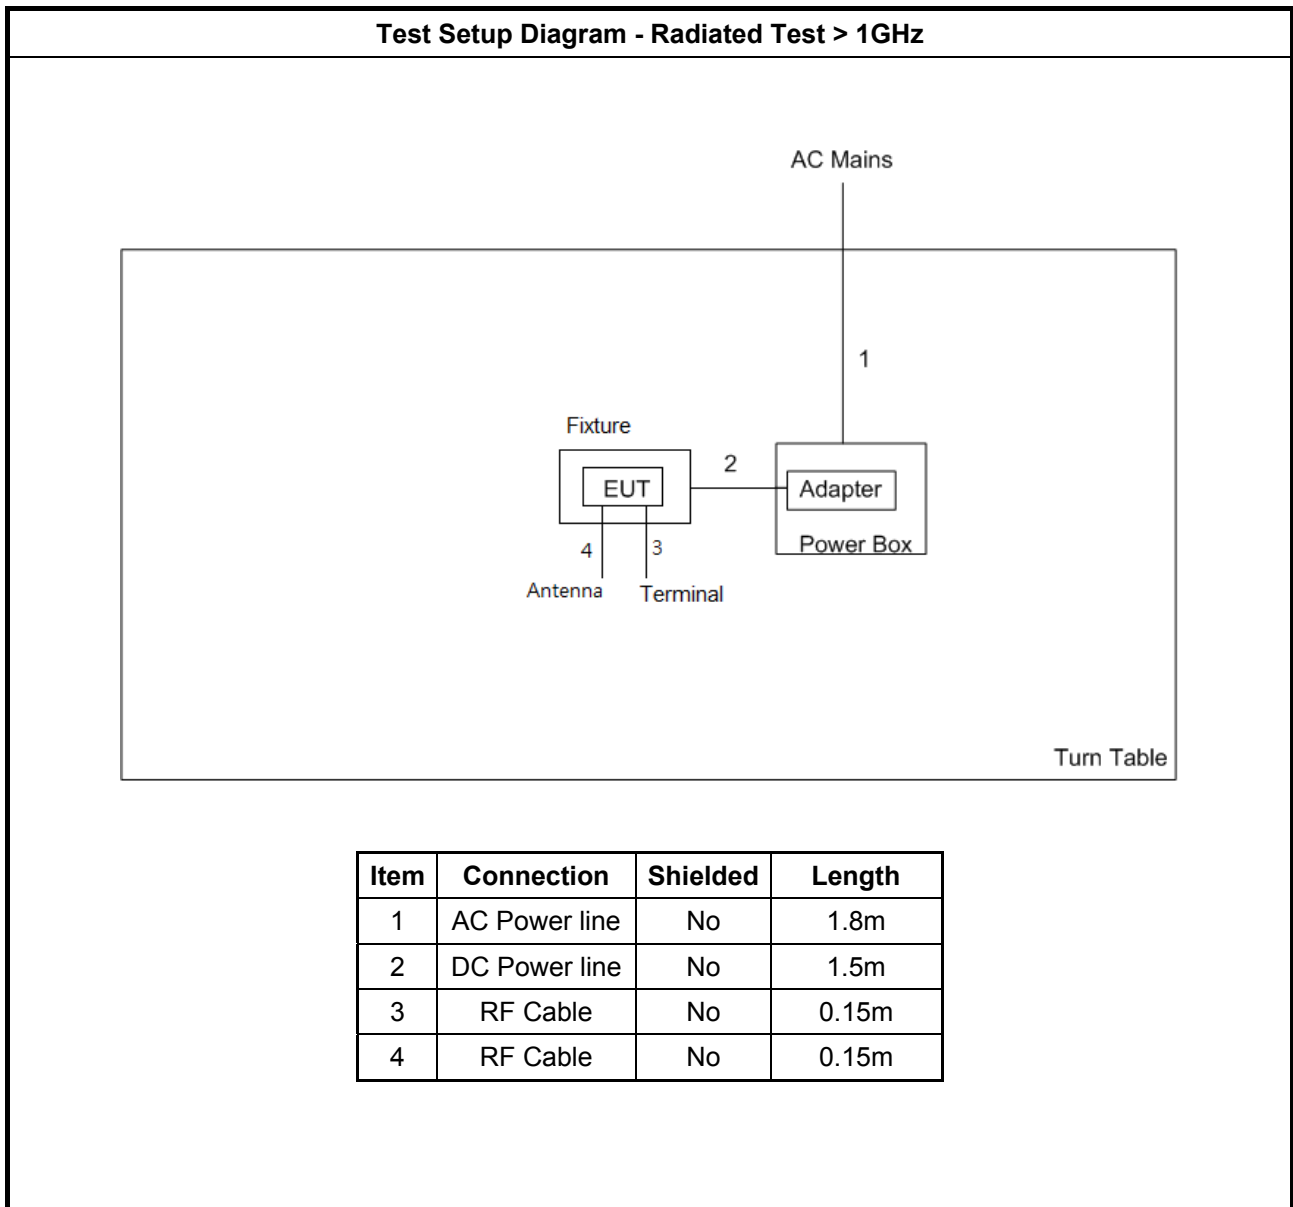 Test Setup Diagram - Radiated Test > 1GHz
AC Mains
1
Fixture
2
EUT
Adapter
Power Box
4
3
Antenna
Terminal
Turn Table
Item Connection Shielded Length
1 AC Power line No 1.8m
2 DC Power line No 1.5m
3 RF Cable No 0.15m
4 RF Cable No 0.15m